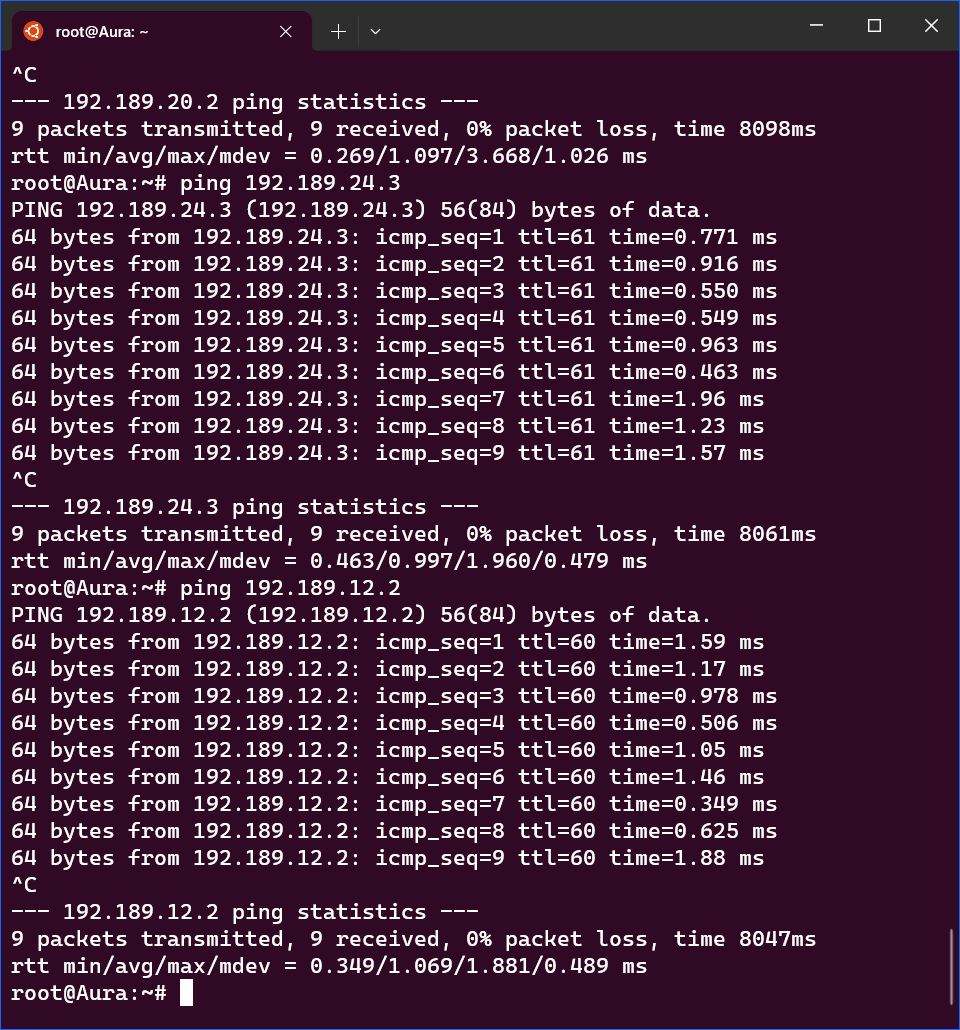 root@Aura: ~
^C
--- 192.189.20.2 ping statistics ---
9 packets transmitted, 9 received, 0% packet loss, time 8098ms
rtt min/avg/max/mdev = 0.269/1.097/3.668/1.026 ms
root@Aura:~# ping 192.189.24.3
PING 192.189.24.3 (192.189.24.3) 56(84) bytes of data.
64 bytes from 192.189.24.3: icmp_seq=1 ttl=61 time=0.771 ms
64 bytes from 192.189.24.3: icmp_seq=2 ttl=61 time=0.916 ms
64 bytes from 192.189.24.3: icmp_seq=3 ttl=61 time=0.550 ms
64 bytes from 192.189.24.3: icmp_seq=4 ttl=61 time=0.549 ms
64 bytes from 192.189.24.3: icmp_seq=5 ttl=61 time=0.963 ms
64 bytes from 192.189.24.3: icmp_seq=6 ttl=61 time=0.463 ms
64 bytes from 192.189.24.3: icmp_seq=7 ttl=61 time=1.96 ms
64 bytes from 192.189.24.3: icmp_seq=8 ttl=61 time=1.23 ms
64 bytes from 192.189.24.3: icmp_seq=9 ttl=61 time=1.57 ms
^C
--- 192.189.24.3 ping statistics ---
9 packets transmitted, 9 received, 0% packet loss, time 8061ms
rtt min/avg/max/mdev = 0.463/0.997/1.960/0.479 ms
root@Aura:~# ping 192.189.12.2
PING 192.189.12.2 (192.189.12.2) 56(84) bytes of data.
64 bytes from 192.189.12.2: icmp_seq=1 ttl=60 time=1.59 ms
64 bytes from 192.189.12.2: icmp_seq=2 ttl=60 time=1.17 ms
64 bytes from 192.189.12.2: icmp_seq=3 ttl=60 time=0.978 ms
64 bytes from 192.189.12.2: icmp_seq=4 ttl=60 time=0.506 ms
64 bytes from 192.189.12.2: icmp_seq=5 ttl=60 time=1.05 ms
64 bytes from 192.189.12.2: icmp_seq=6 ttl=60 time=1.46 ms
64 bytes from 192.189.12.2: icmp_seq=7 ttl=60 time=0.349 ms
64 bytes from 192.189.12.2: icmp_seq=8 ttl=60 time=0.625 ms
64 bytes from 192.189.12.2: icmp_seq=9 ttl=60 time=1.88 ms
^C
--- 192.189.12.2 ping statistics ---
9 packets transmitted, 9 received, 0% packet loss, time 8047ms
rtt min/avg/max/mdev = 0.349/1.069/1.881/0.489 ms
root@Aura:~#